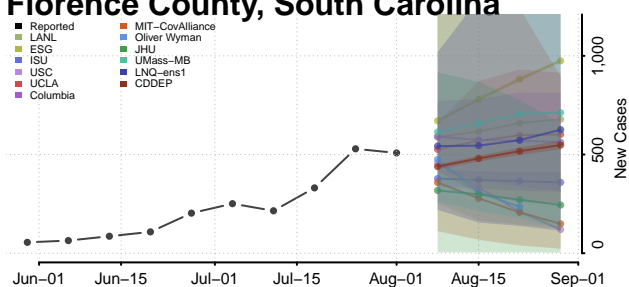 Florence County, South Carolina
Reported
LANL
ESG
ISU
USC
UCLA
Columbia
MIT−CovAlliance
Oliver Wyman
JHU
UMass−MB
LNQ−ens1
CDDEP
1,000
500
0
New Cases
Jun−01 Jun−15 Jul−01 Jul−15 Aug−01 Aug−15 Sep−01